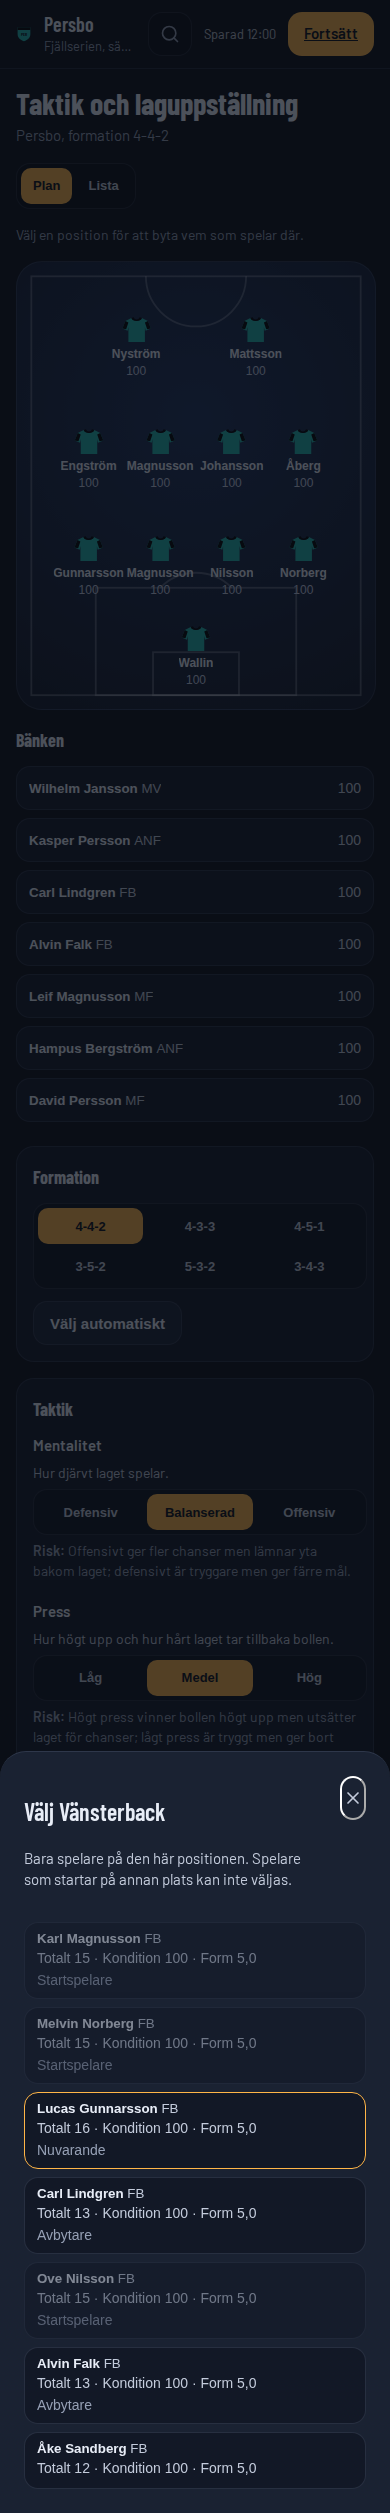 Persbo
Fjällserien, sä...
Sparad 12:00
Fortsätt
Taktik och laguppställning
Persbo, formation 4-4-2
Plan
Lista
Välj en position för att byta vem som spelar där.
Nyström
Mattsson
100
100
Engström
Magnusson
Johansson
Åberg
100
100
100
100
Gunnarsson
Magnusson
Nilsson
Norberg
100
100
100
100
Wallin
100
Bänken
Wilhelm Jansson MV
100
Kasper Persson ANF
100
Carl Lindgren FB
100
Alvin Falk FB
100
Leif Magnusson MF
100
Hampus Bergström ANF
100
David Persson MF
100
Formation
4-4-2
4-3-3
4-5-1
3-5-2
5-3-2
3-4-3
Välj automatiskt
Taktik
Mentalitet
Hur djärvt laget spelar.
Defensiv
Balanserad
Offensiv
Risk: Offensivt ger fler chanser men lämnar yta
bakom laget; defensivt är tryggare men ger färre mål.
Press
Hur högt upp och hur hårt laget tar tillbaka bollen.
Låg
Medel
Hög
Risk: Högt press vinner bollen högt upp men utsätter
laget för chanser; lågt press är tryggt men ger bort
Välj Vänsterback
Bara spelare på den här positionen. Spelare
som startar på annan plats kan inte väljas.
Karl Magnusson FB
Totalt 15 · Kondition 100 · Form 5,0
Startspelare
Melvin Norberg FB
Totalt 15 · Kondition 100 · Form 5,0
Startspelare
Lucas Gunnarsson FB
Totalt 16 · Kondition 100 · Form 5,0
Nuvarande
Carl Lindgren FB
Totalt 13 · Kondition 100 · Form 5,0
Avbytare
Ove Nilsson FB
Totalt 15 · Kondition 100 · Form 5,0
Startspelare
Alvin Falk FB
Totalt 13 · Kondition 100 · Form 5,0
Avbytare
Åke Sandberg FB
Totalt 12 · Kondition 100 · Form 5,0